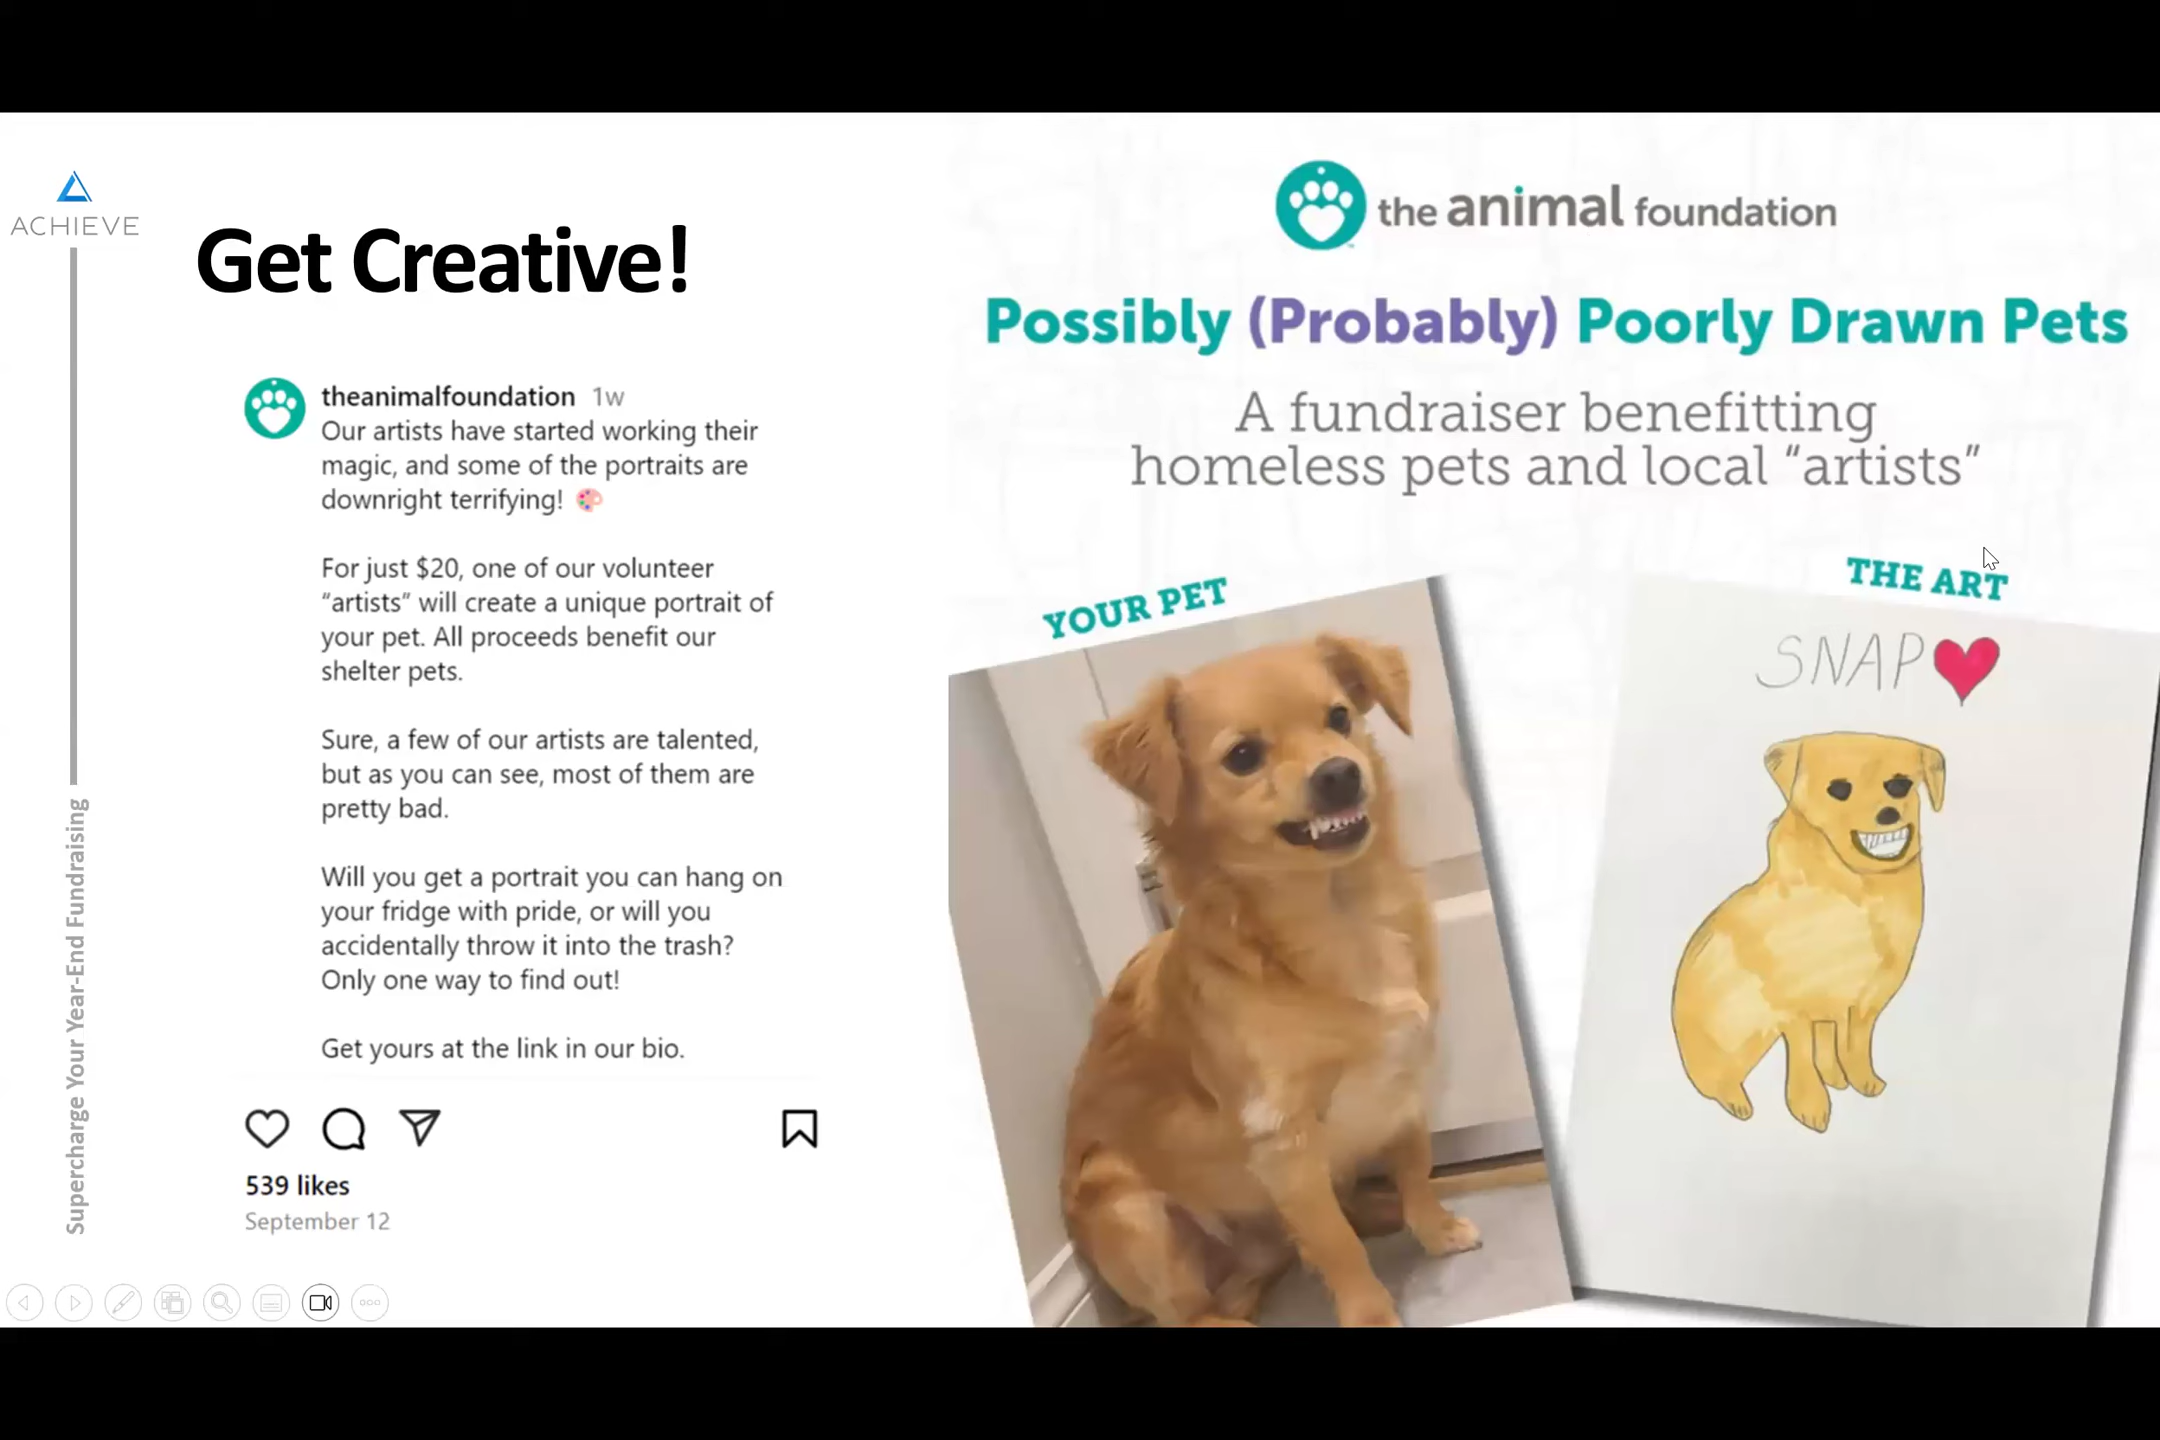 ACHIEVE
Supercharge Your Year-End Fundraising
Get Creative!
theanimalfoundation 1w
Our artists have started working their
magic, and some of the portraits are
downright terrifying! 🎨
For just $20, one of our volunteer
“artists” will create a unique portrait of
your pet. All proceeds benefit our
shelter pets.
Sure, a few of our artists are talented,
but as you can see, most of them are
pretty bad.
Will you get a portrait you can hang on
your fridge with pride, or will you
accidentally throw it into the trash?
Only one way to find out!
Get yours at the link in our bio.
539 likes
September 12
the animal foundation
Possibly (Probably) Poorly Drawn Pets
A fundraiser benefitting
homeless pets and local “artists”
YOUR PET
THE ART
SNAP